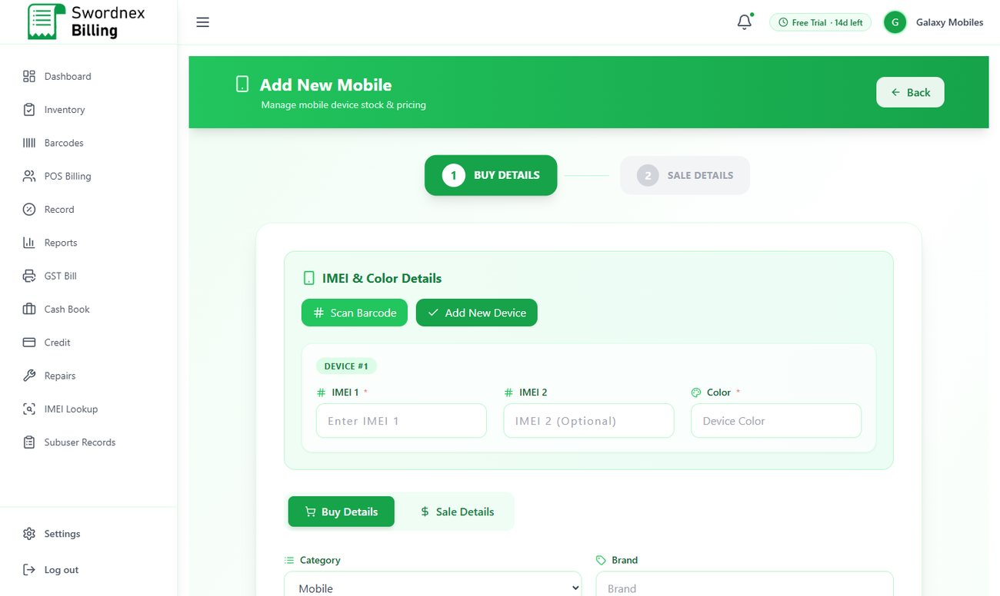 Swordnex
Billing
Free Trial · 14d left
G
Galaxy Mobiles
Dashboard
Inventory
Barcodes
POS Billing
Record
Reports
GST Bill
Cash Book
Credit
Repairs
IMEI Lookup
Subuser Records
Settings
Log out
Add New Mobile
Manage mobile device stock & pricing
Back
1 BUY DETAILS
2 SALE DETAILS
IMEI & Color Details
Scan Barcode
Add New Device
DEVICE #1
IMEI 1 *
IMEI 2
Color *
Enter IMEI 1
IMEI 2 (Optional)
Device Color
Buy Details
Sale Details
Category
Brand
Mobile
Brand